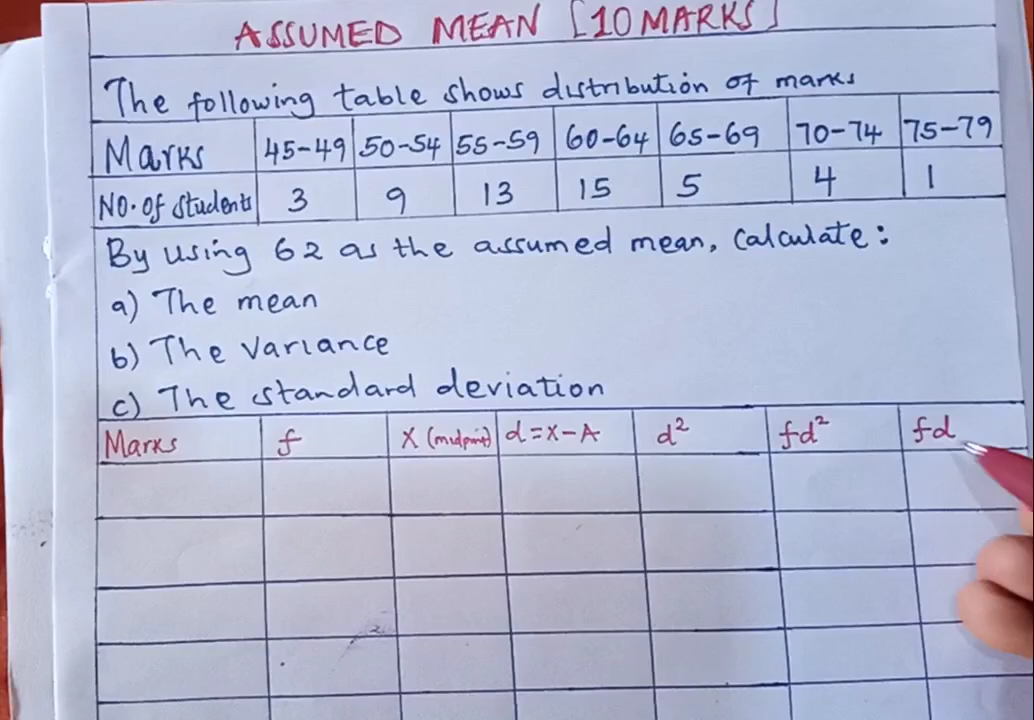 ASSUMED MEAN [10 MARKS]
The following table shows distribution of marks
Marks 45-49 50-54 55-59 60-64 65-69 70-74 75-79
NO. of students 3 9 13 15 5 4 1
By using 62 as the assumed mean, calculate:
a) The mean
b) The variance
c) The standard deviation
Marks f X (midpoint) d=X-A d² fd² fd